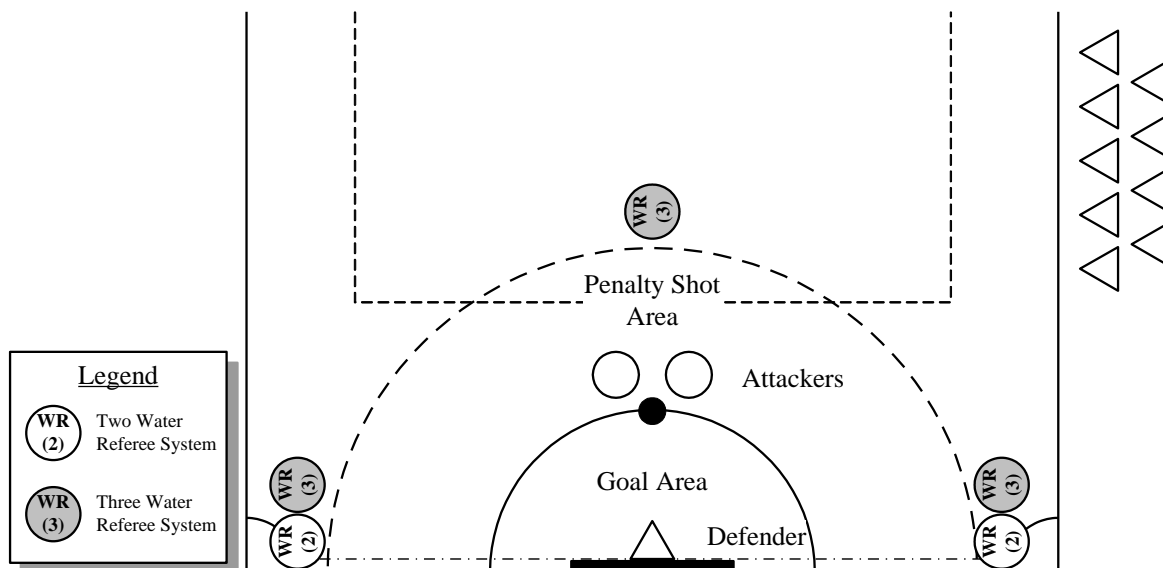 WR
(3)
Penalty Shot
Area
Attackers
Legend
WR
(2)
Two Water
Referee System
WR
(3)
Three Water
Referee System
WR
(3)
WR
(2)
Goal Area
Defender
WR
(3)
WR
(2)